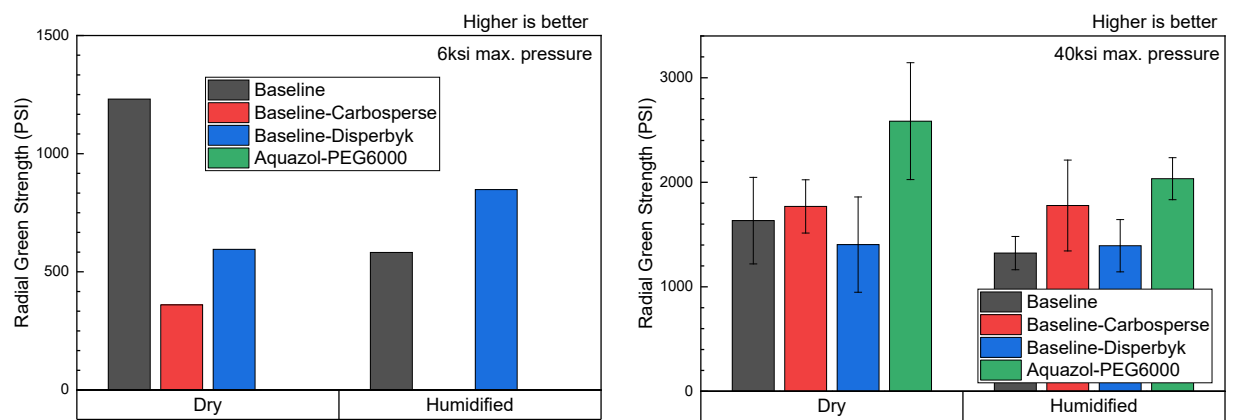 Higher is better
6ksi max. pressure
1500
1000
500
0
Radial Green Strength (PSI)
Baseline
Baseline-Carbosperse
Baseline-Disperbyk
Aquazol-PEG6000
Dry
Humidified
Higher is better
40ksi max. pressure
3000
2000
1000
0
Radial Green Strength (PSI)
Baseline
Baseline-Carbosperse
Baseline-Disperbyk
Aquazol-PEG6000
Dry
Humidified